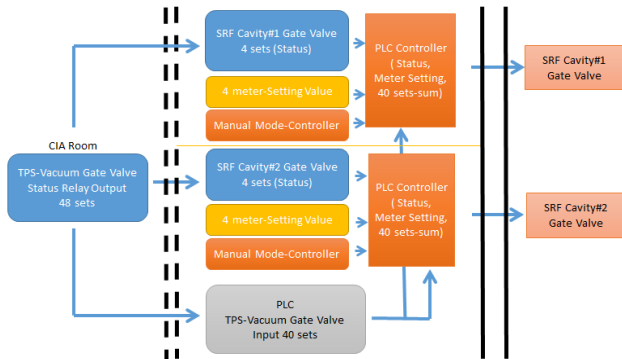 SRF Cavity#1 Gate Valve
4 sets (Status)
4 meter-Setting Value
Manual Mode-Controller
PLC Controller
( Status,
Meter Setting,
40 sets-sum)
SRF Cavity#1
Gate Valve
CIA Room
TPS-Vacuum Gate Valve
Status Relay Output
48 sets
SRF Cavity#2 Gate Valve
4 sets (Status)
4 meter-Setting Value
Manual Mode-Controller
PLC Controller
( Status,
Meter Setting,
40 sets-sum)
SRF Cavity#2
Gate Valve
PLC
TPS-Vacuum Gate Valve
Input 40 sets